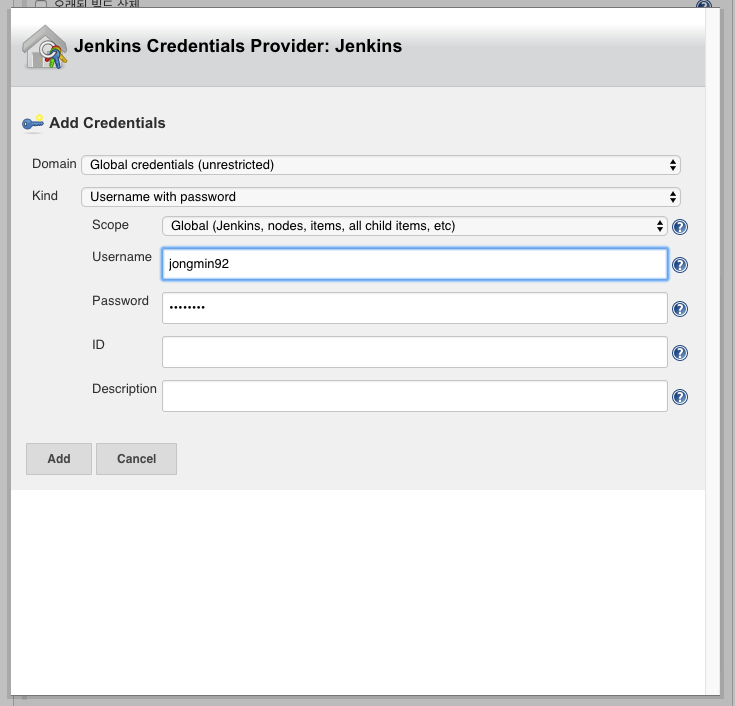 오래된 빌드 삭제
Jenkins Credentials Provider: Jenkins
Add Credentials
Domain Global credentials (unrestricted)
Kind Username with password
Scope Global (Jenkins, nodes, items, all child items, etc)
Username jongmin92
Password ••••••••
ID
Description
Add Cancel